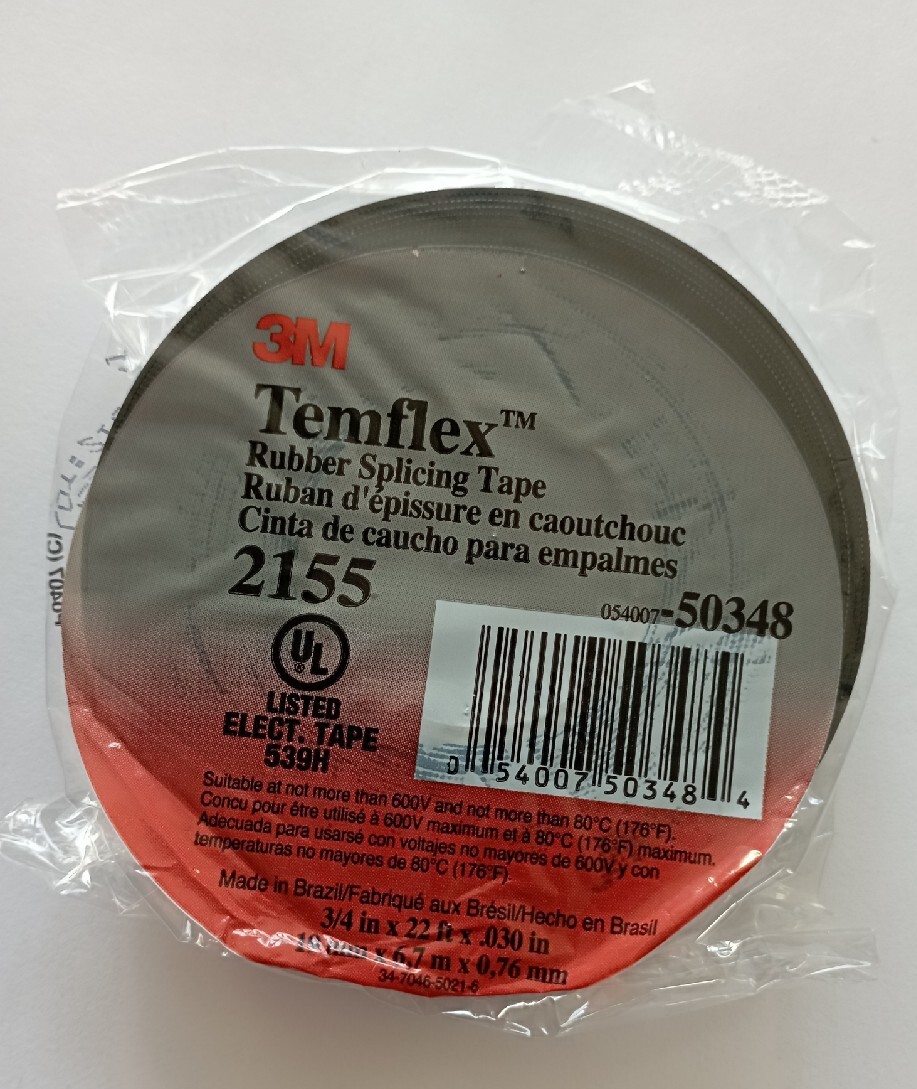 3M
Temflex™
Rubber Splicing Tape
Ruban d'épissure en caoutchouc
Cinta de caucho para empalmes
2155
054007-50348
UL
®
LISTED
ELECT. TAPE
539H
0 54007 50348 4
Suitable at not more than 600V and not more than 80°C (176°F).
Concu pour être utilisé à 600V maximum et à 80°C (176°F) maximum.
Adecuada para usarsé con voltajes no mayores de 600V y con
temperaturas no mayores de 80°C (176°F).
Made in Brazil/Fabriqué aux Brésil/Hecho en Brasil
3/4 in x 22 ft x .030 in
19 mm x 6,7 m x 0,76 mm
34-7046-5021-6